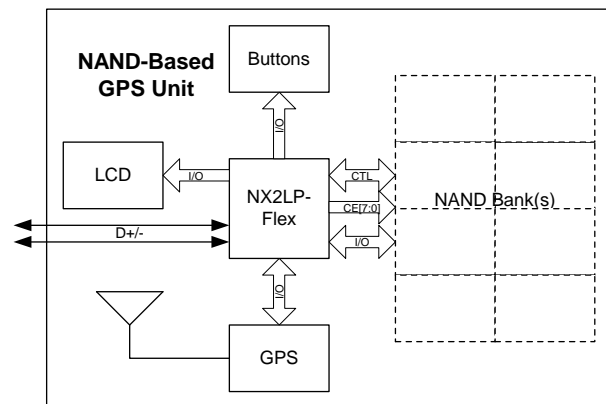 NAND-Based
GPS Unit
Buttons
I/O
LCD
I/O
NX2LP-
Flex
CTL
CE[7:0]
I/O
NAND Bank(s)
D+/-
I/O
GPS